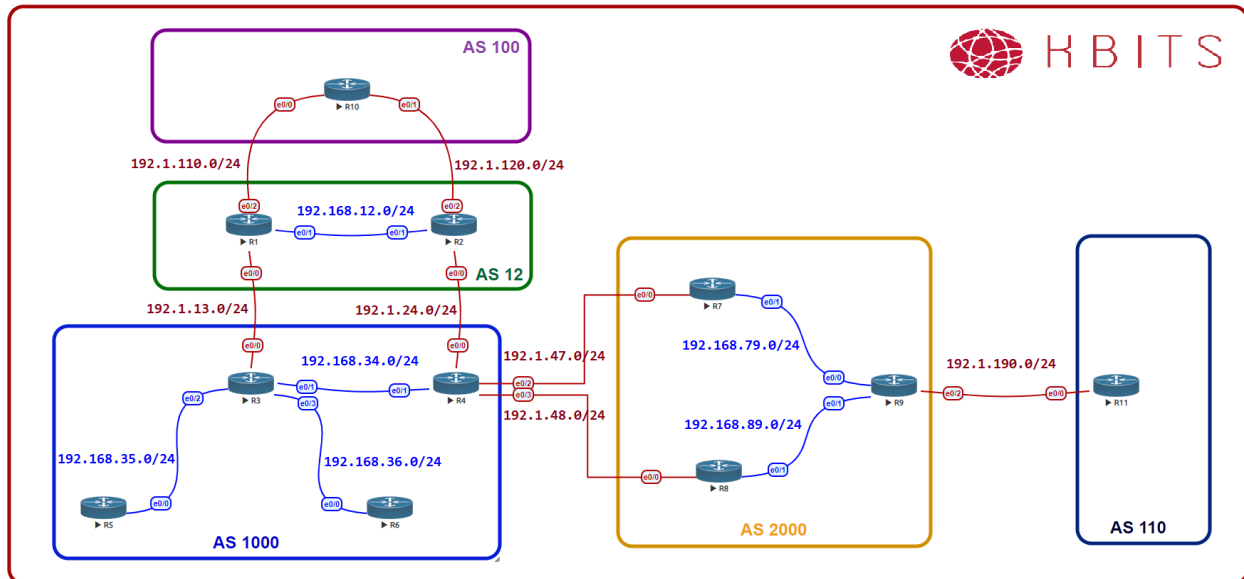 AS 100
KBITS
e0/0
e0/1
▶ R10
192.1.110.0/24
192.1.120.0/24
e0/2
e0/2
192.168.12.0/24
▶ R1
e0/1
e0/1
▶ R2
e0/0
e0/0
AS 12
192.1.13.0/24
192.1.24.0/24
e0/0
e0/0
192.168.34.0/24
▶ R3
e0/1
e0/1
▶ R4
e0/2
e0/3
192.168.35.0/24
192.168.36.0/24
▶ R5
e0/0
e0/0
▶ R6
AS 1000
192.1.47.0/24
e0/2
e0/3
192.1.48.0/24
e0/0
▶ R7
e0/1
192.168.79.0/24
e0/0
▶ R9
e0/1
e0/2
192.168.89.0/24
e0/0
▶ R8
e0/1
AS 2000
192.1.190.0/24
e0/0
▶ R11
AS 110